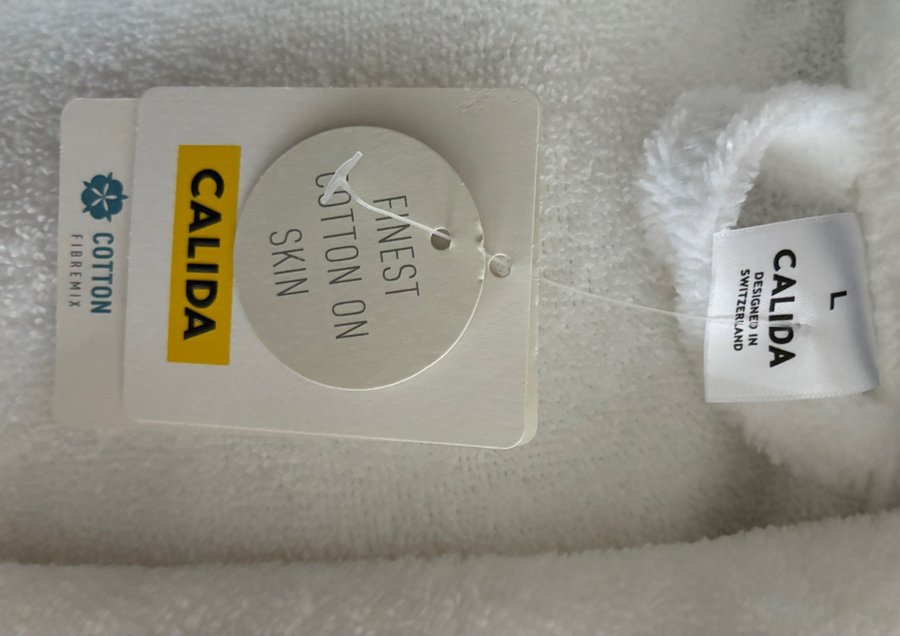 CALIDA
FINEST
COTTON ON
SKIN
COTTON
FIBREMIX
L
CALIDA
DESIGNED IN
SWITZERLAND